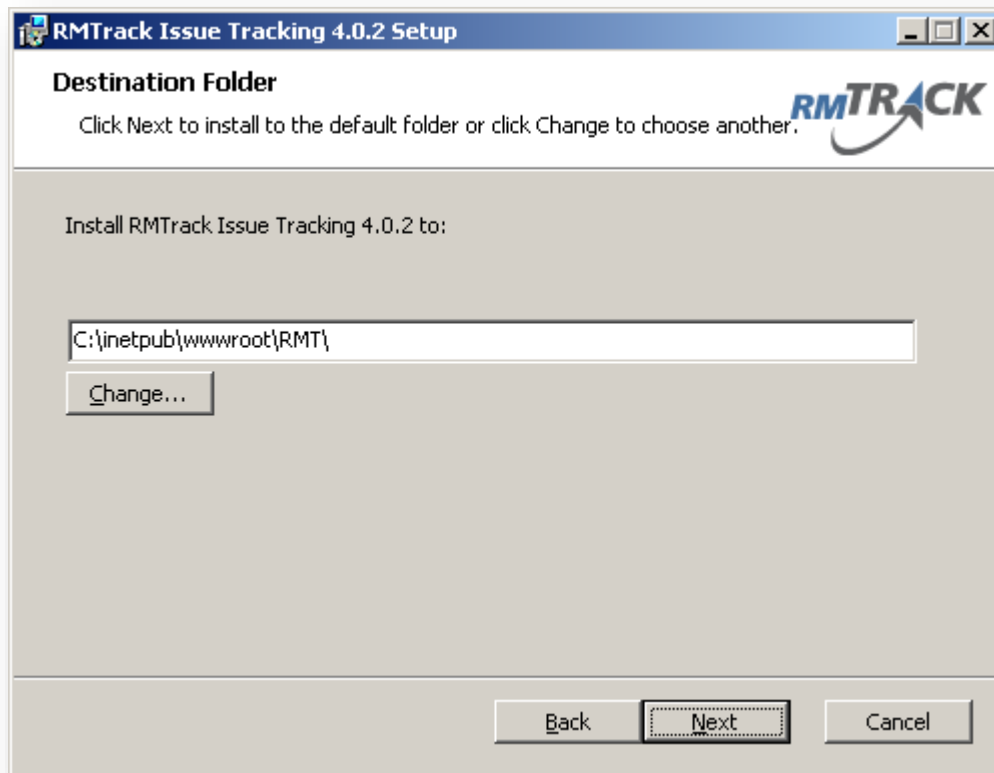 RMTrack Issue Tracking 4.0.2 Setup
Destination Folder
Click Next to install to the default folder or click Change to choose another.
RMTRACK
Install RMTrack Issue Tracking 4.0.2 to:
C:\inetpub\wwwroot\RMT\
Change...
Back Next Cancel